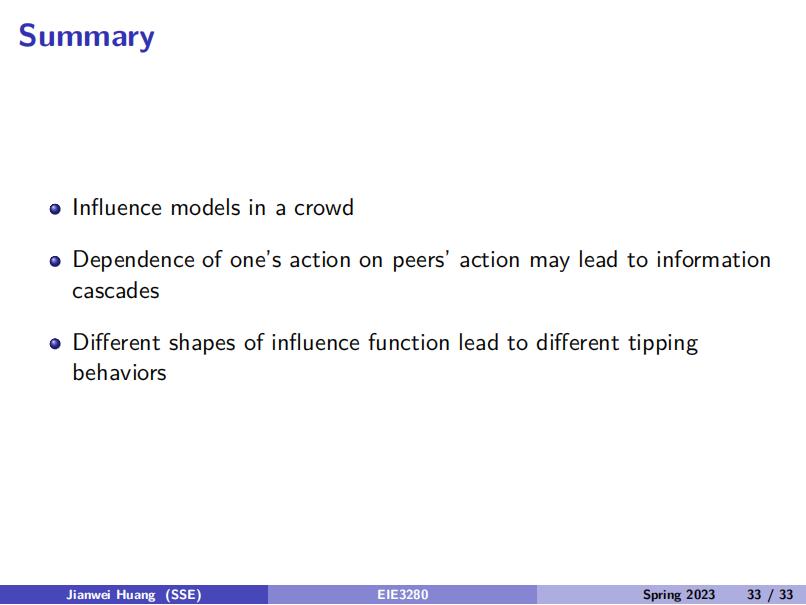 Summary
Influence models in a crowd
Dependence of one's action on peers' action may lead to information
cascades
Different shapes of influence function lead to different tipping
behaviors
Jianwei Huang (SSE)
EIE3280
Spring 2023
33 / 33